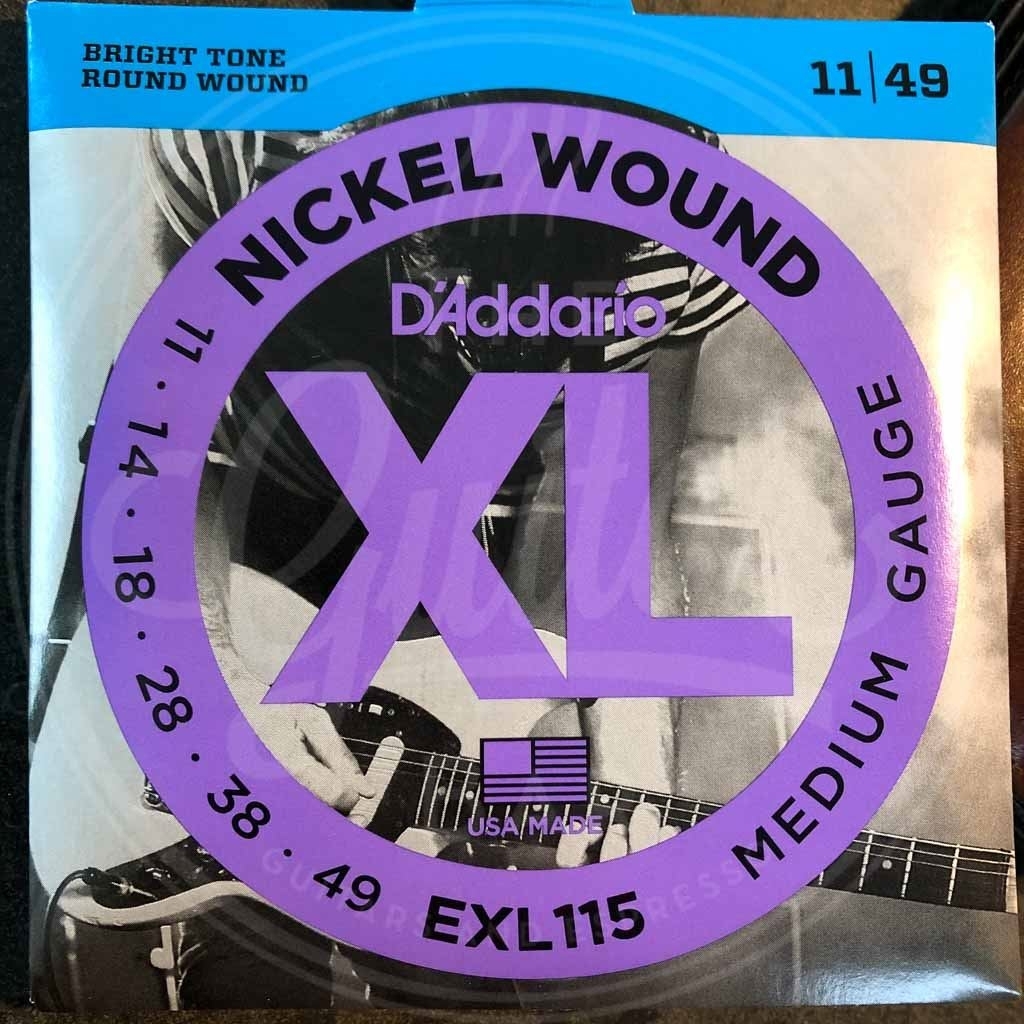 BRIGHT TONE
ROUND WOUND
11|49
NICKEL WOUND
D'Addarío
XL
11 · 14 · 18 · 28 · 38 · 49
EXL115
MEDIUM GAUGE
USA MADE